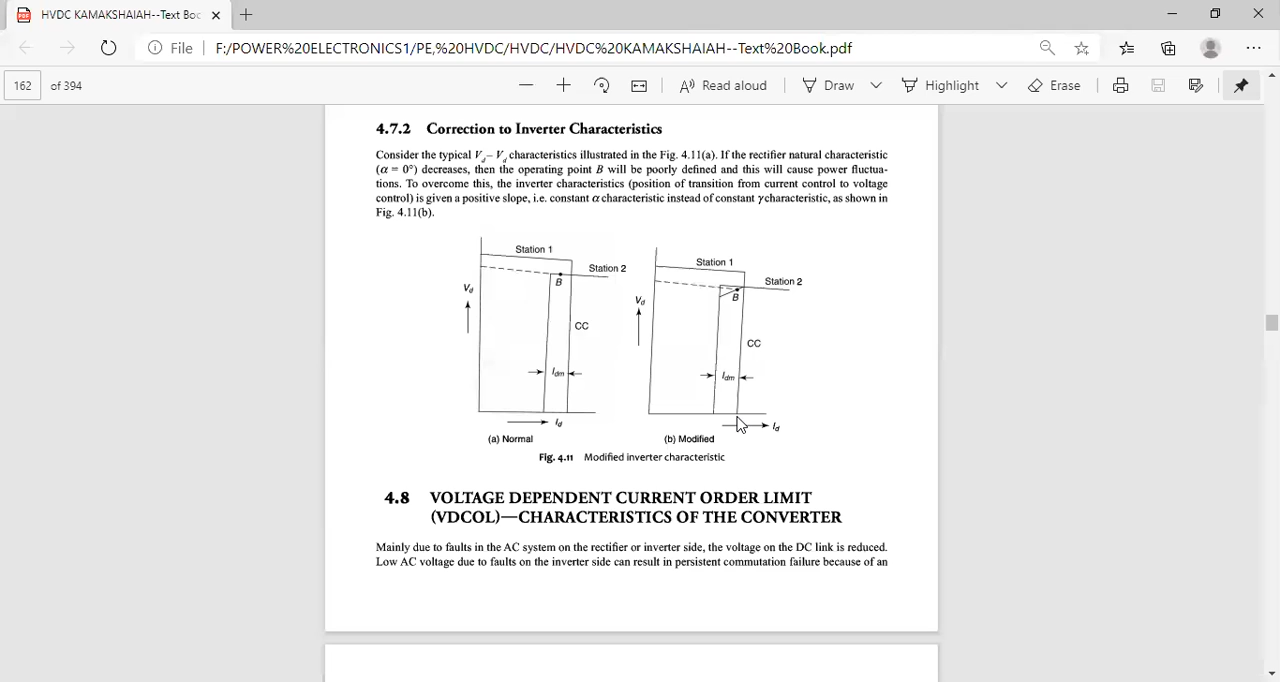 HVDC KAMAKSHAIAH--Text Boo
File F:/POWER%20ELECTRONICS1/PE,%20HVDC/HVDC/HVDC%20KAMAKSHAIAH--Text%20Book.pdf
162 of 394 Read aloud Draw Highlight Erase
4.7.2 Correction to Inverter Characteristics
Consider the typical Vd – Vd characteristics illustrated in the Fig. 4.11(a). If the rectifier natural characteristic
(α = 0°) decreases, then the operating point B will be poorly defined and this will cause power fluctua-
tions. To overcome this, the inverter characteristics (position of transition from current control to voltage
control) is given a positive slope, i.e. constant α characteristic instead of constant γ characteristic, as shown in
Fig. 4.11(b).
Station 1
Station 2
B
Vd
CC
Idm
Id
(a) Normal
Station 1
Station 2
B
Vd
CC
Idm
Id
(b) Modified
Fig. 4.11 Modified inverter characteristic
4.8 VOLTAGE DEPENDENT CURRENT ORDER LIMIT
(VDCOL)—CHARACTERISTICS OF THE CONVERTER
Mainly due to faults in the AC system on the rectifier or inverter side, the voltage on the DC link is reduced.
Low AC voltage due to faults on the inverter side can result in persistent commutation failure because of an